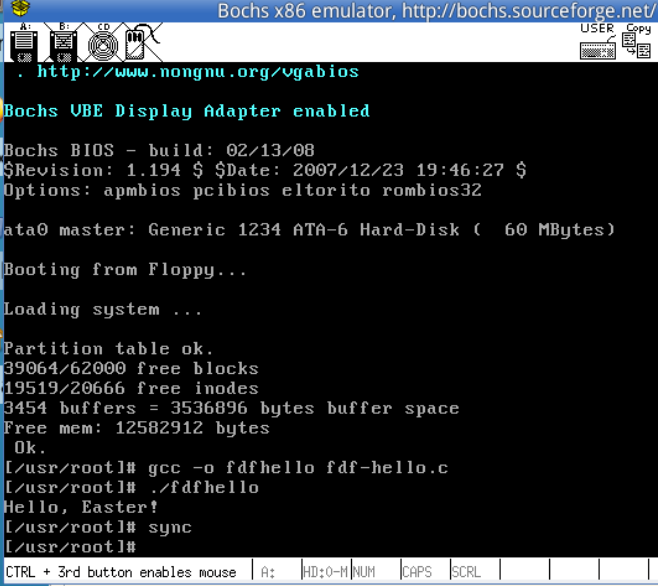 Bochs x86 emulator, http://bochs.sourceforge.net/
A: B: CD USER Copy
. http://www.nongnu.org/vgabios
Bochs VBE Display Adapter enabled
Bochs BIOS - build: 02/13/08
$Revision: 1.194 $ $Date: 2007/12/23 19:46:27 $
Options: apmbios pcibios eltorito rombios32
ata0 master: Generic 1234 ATA-6 Hard-Disk (  60 MBytes)
Booting from Floppy...
Loading system ...
Partition table ok.
39064/62000 free blocks
19519/20666 free inodes
3454 buffers = 3536896 bytes buffer space
Free mem: 12582912 bytes
 Ok.
[/usr/root]# gcc -o fdfhello fdf-hello.c
[/usr/root]# ./fdfhello
Hello, Easter!
[/usr/root]# sync
[/usr/root]#
CTRL + 3rd button enables mouse A: HD:0-M NUM CAPS SCRL